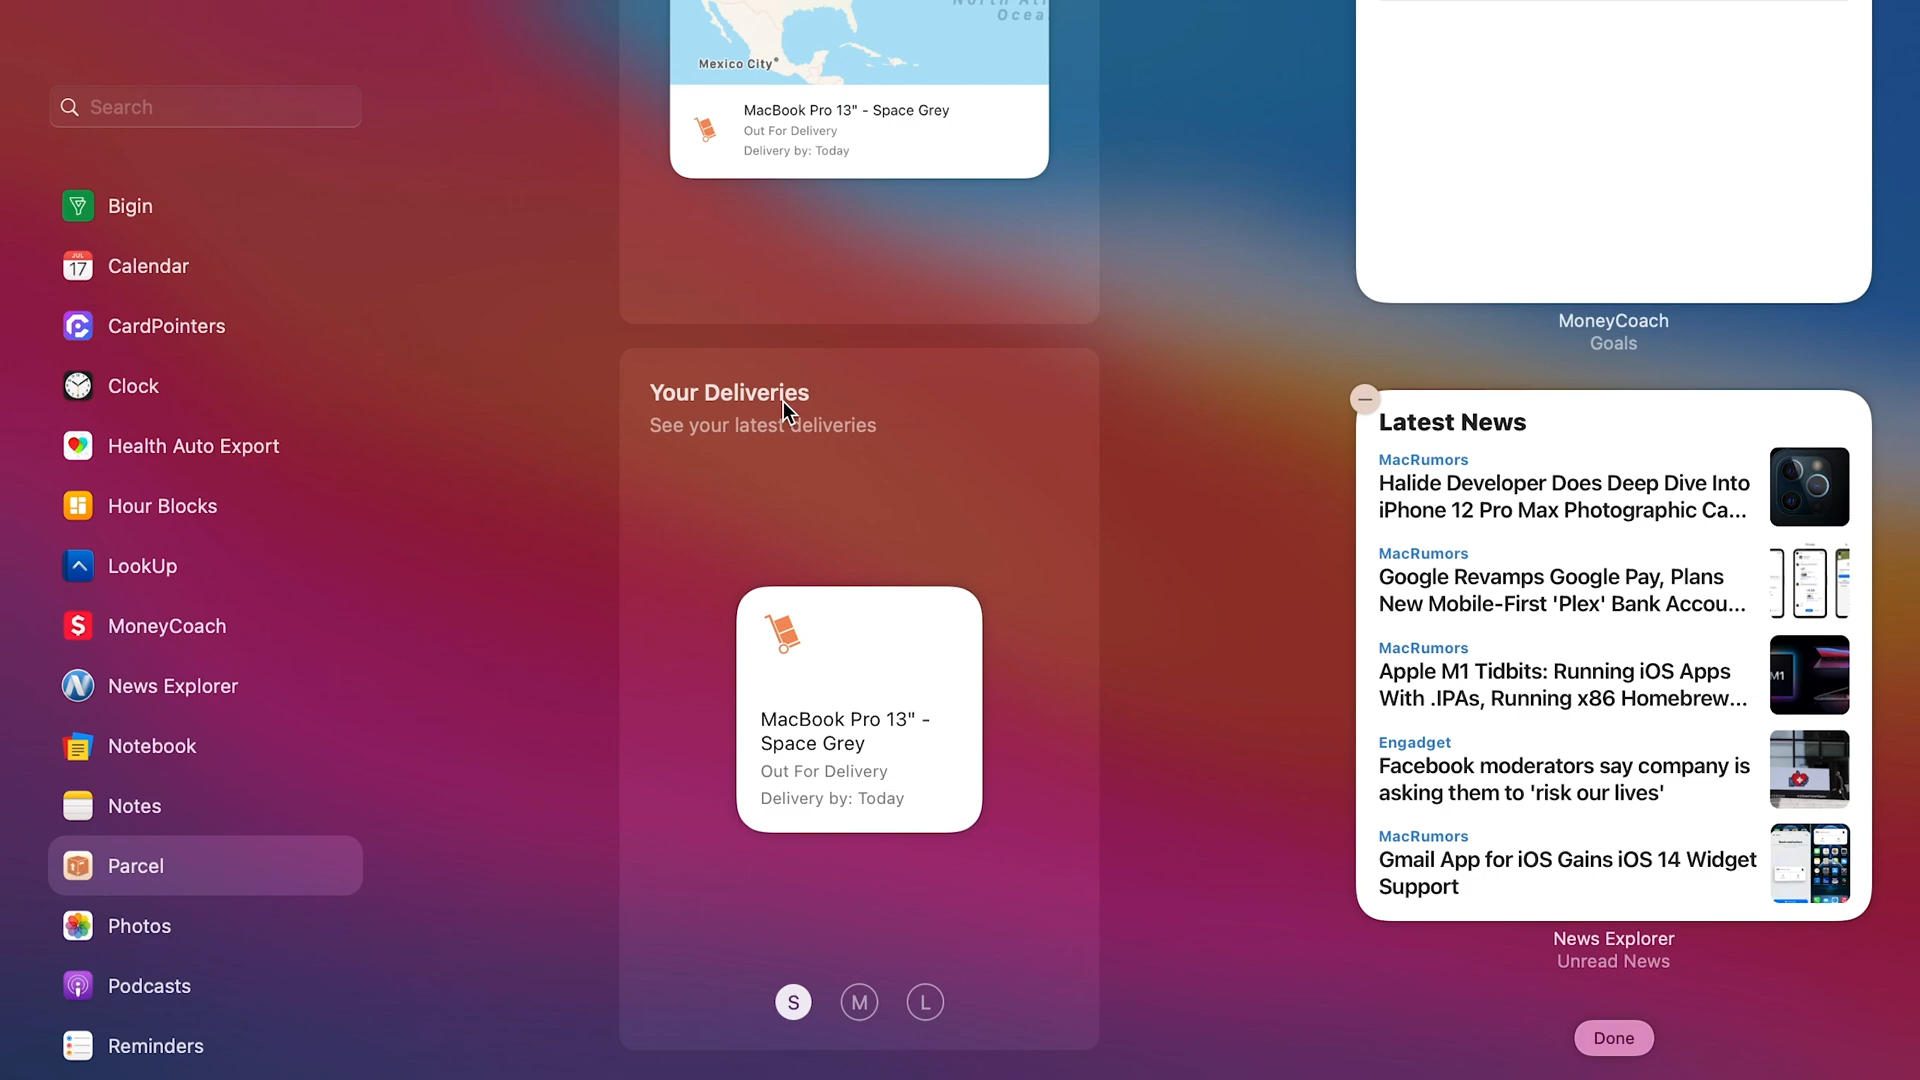 Search
Bigin
JUL
17
Calendar
CardPointers
Clock
Health Auto Export
Hour Blocks
LookUp
$
MoneyCoach
News Explorer
Notebook
Notes
Parcel
Photos
Podcasts
Reminders
Ocea
Mexico City
MacBook Pro 13" - Space Grey
Out For Delivery
Delivery by: Today
Your Deliveries
See your latest deliveries
MacBook Pro 13" -
Space Grey
Out For Delivery
Delivery by: Today
S M L
MoneyCoach
Goals
Latest News
MacRumors
Halide Developer Does Deep Dive Into
iPhone 12 Pro Max Photographic Ca...
MacRumors
Google Revamps Google Pay, Plans
New Mobile-First 'Plex' Bank Accou...
MacRumors
Apple M1 Tidbits: Running iOS Apps
With .IPAs, Running x86 Homebrew...
M1
Engadget
Facebook moderators say company is
asking them to 'risk our lives'
MacRumors
Gmail App for iOS Gains iOS 14 Widget
Support
News Explorer
Unread News
Done